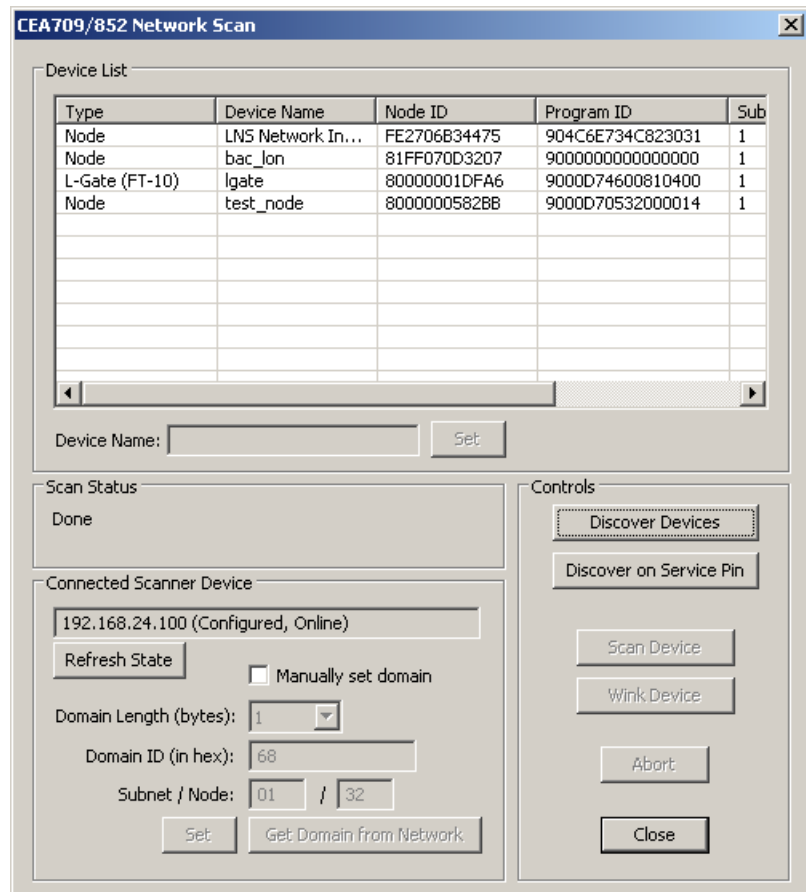 CEA709/852 Network Scan
Device List
Type Device Name Node ID Program ID Sub
Node LNS Network In... FE2706B34475 904C6E734C823031 1
Node bac_lon 81FF070D3207 9000000000000000 1
L-Gate (FT-10) lgate 80000001DFA6 9000D74600810400 1
Node test_node 8000000582BB 9000D70532000014 1
Device Name: Set
Scan Status
Done
Connected Scanner Device
192.168.24.100 (Configured, Online)
Refresh State
Manually set domain
Domain Length (bytes): 1
Domain ID (in hex): 68
Subnet / Node: 01 / 32
Set Get Domain from Network
Controls
Discover Devices
Discover on Service Pin
Scan Device
Wink Device
Abort
Close